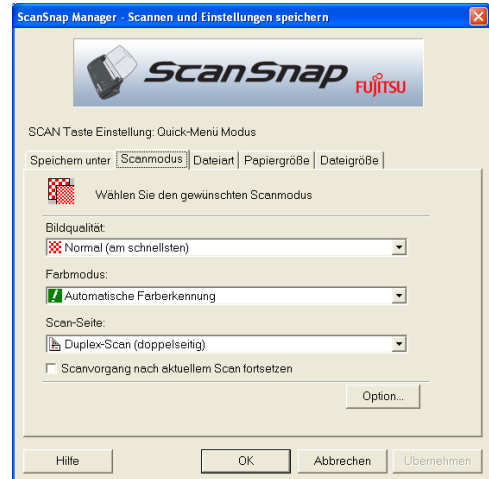 ScanSnap Manager - Scannen und Einstellungen speichern
ScanSnap
FUJITSU
SCAN Taste Einstellung: Quick-Menü Modus
Speichern unter Scanmodus Dateiart Papiergröße Dateigröße
Wählen Sie den gewünschten Scanmodus
Bildqualität:
Normal (am schnellsten)
Farbmodus:
Automatische Farberkennung
Scan-Seite:
Duplex-Scan (doppelseitig)
Scanvorgang nach aktuellem Scan fortsetzen
Option...
Hilfe OK Abbrechen Übernehmen